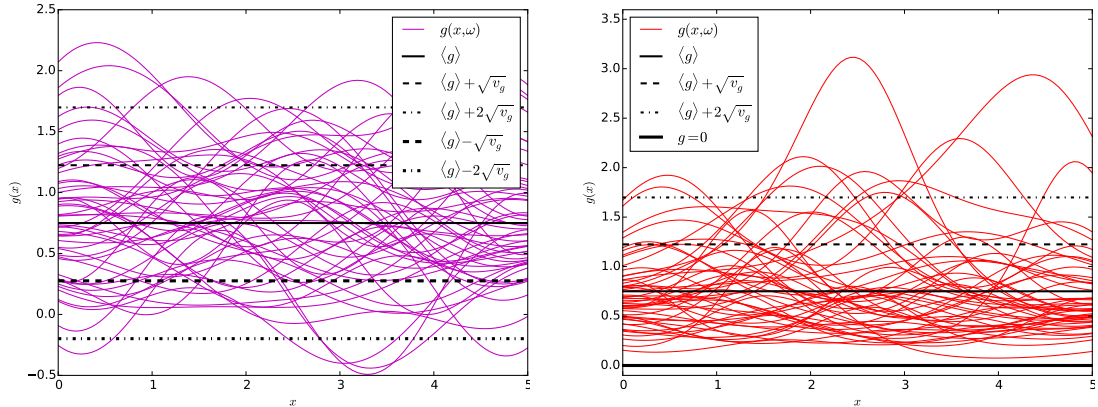 2.5
2.0
1.5
1.0
0.5
0.0
−0.5
g(x)
0 1 2 3 4 5
x
g(x,ω)
⟨g⟩
⟨g⟩+√v_g
⟨g⟩+2√v_g
⟨g⟩−√v_g
⟨g⟩−2√v_g
3.5
3.0
2.5
2.0
1.5
1.0
0.5
0.0
g(x)
0 1 2 3 4 5
x
g(x,ω)
⟨g⟩
⟨g⟩+√v_g
⟨g⟩+2√v_g
g=0